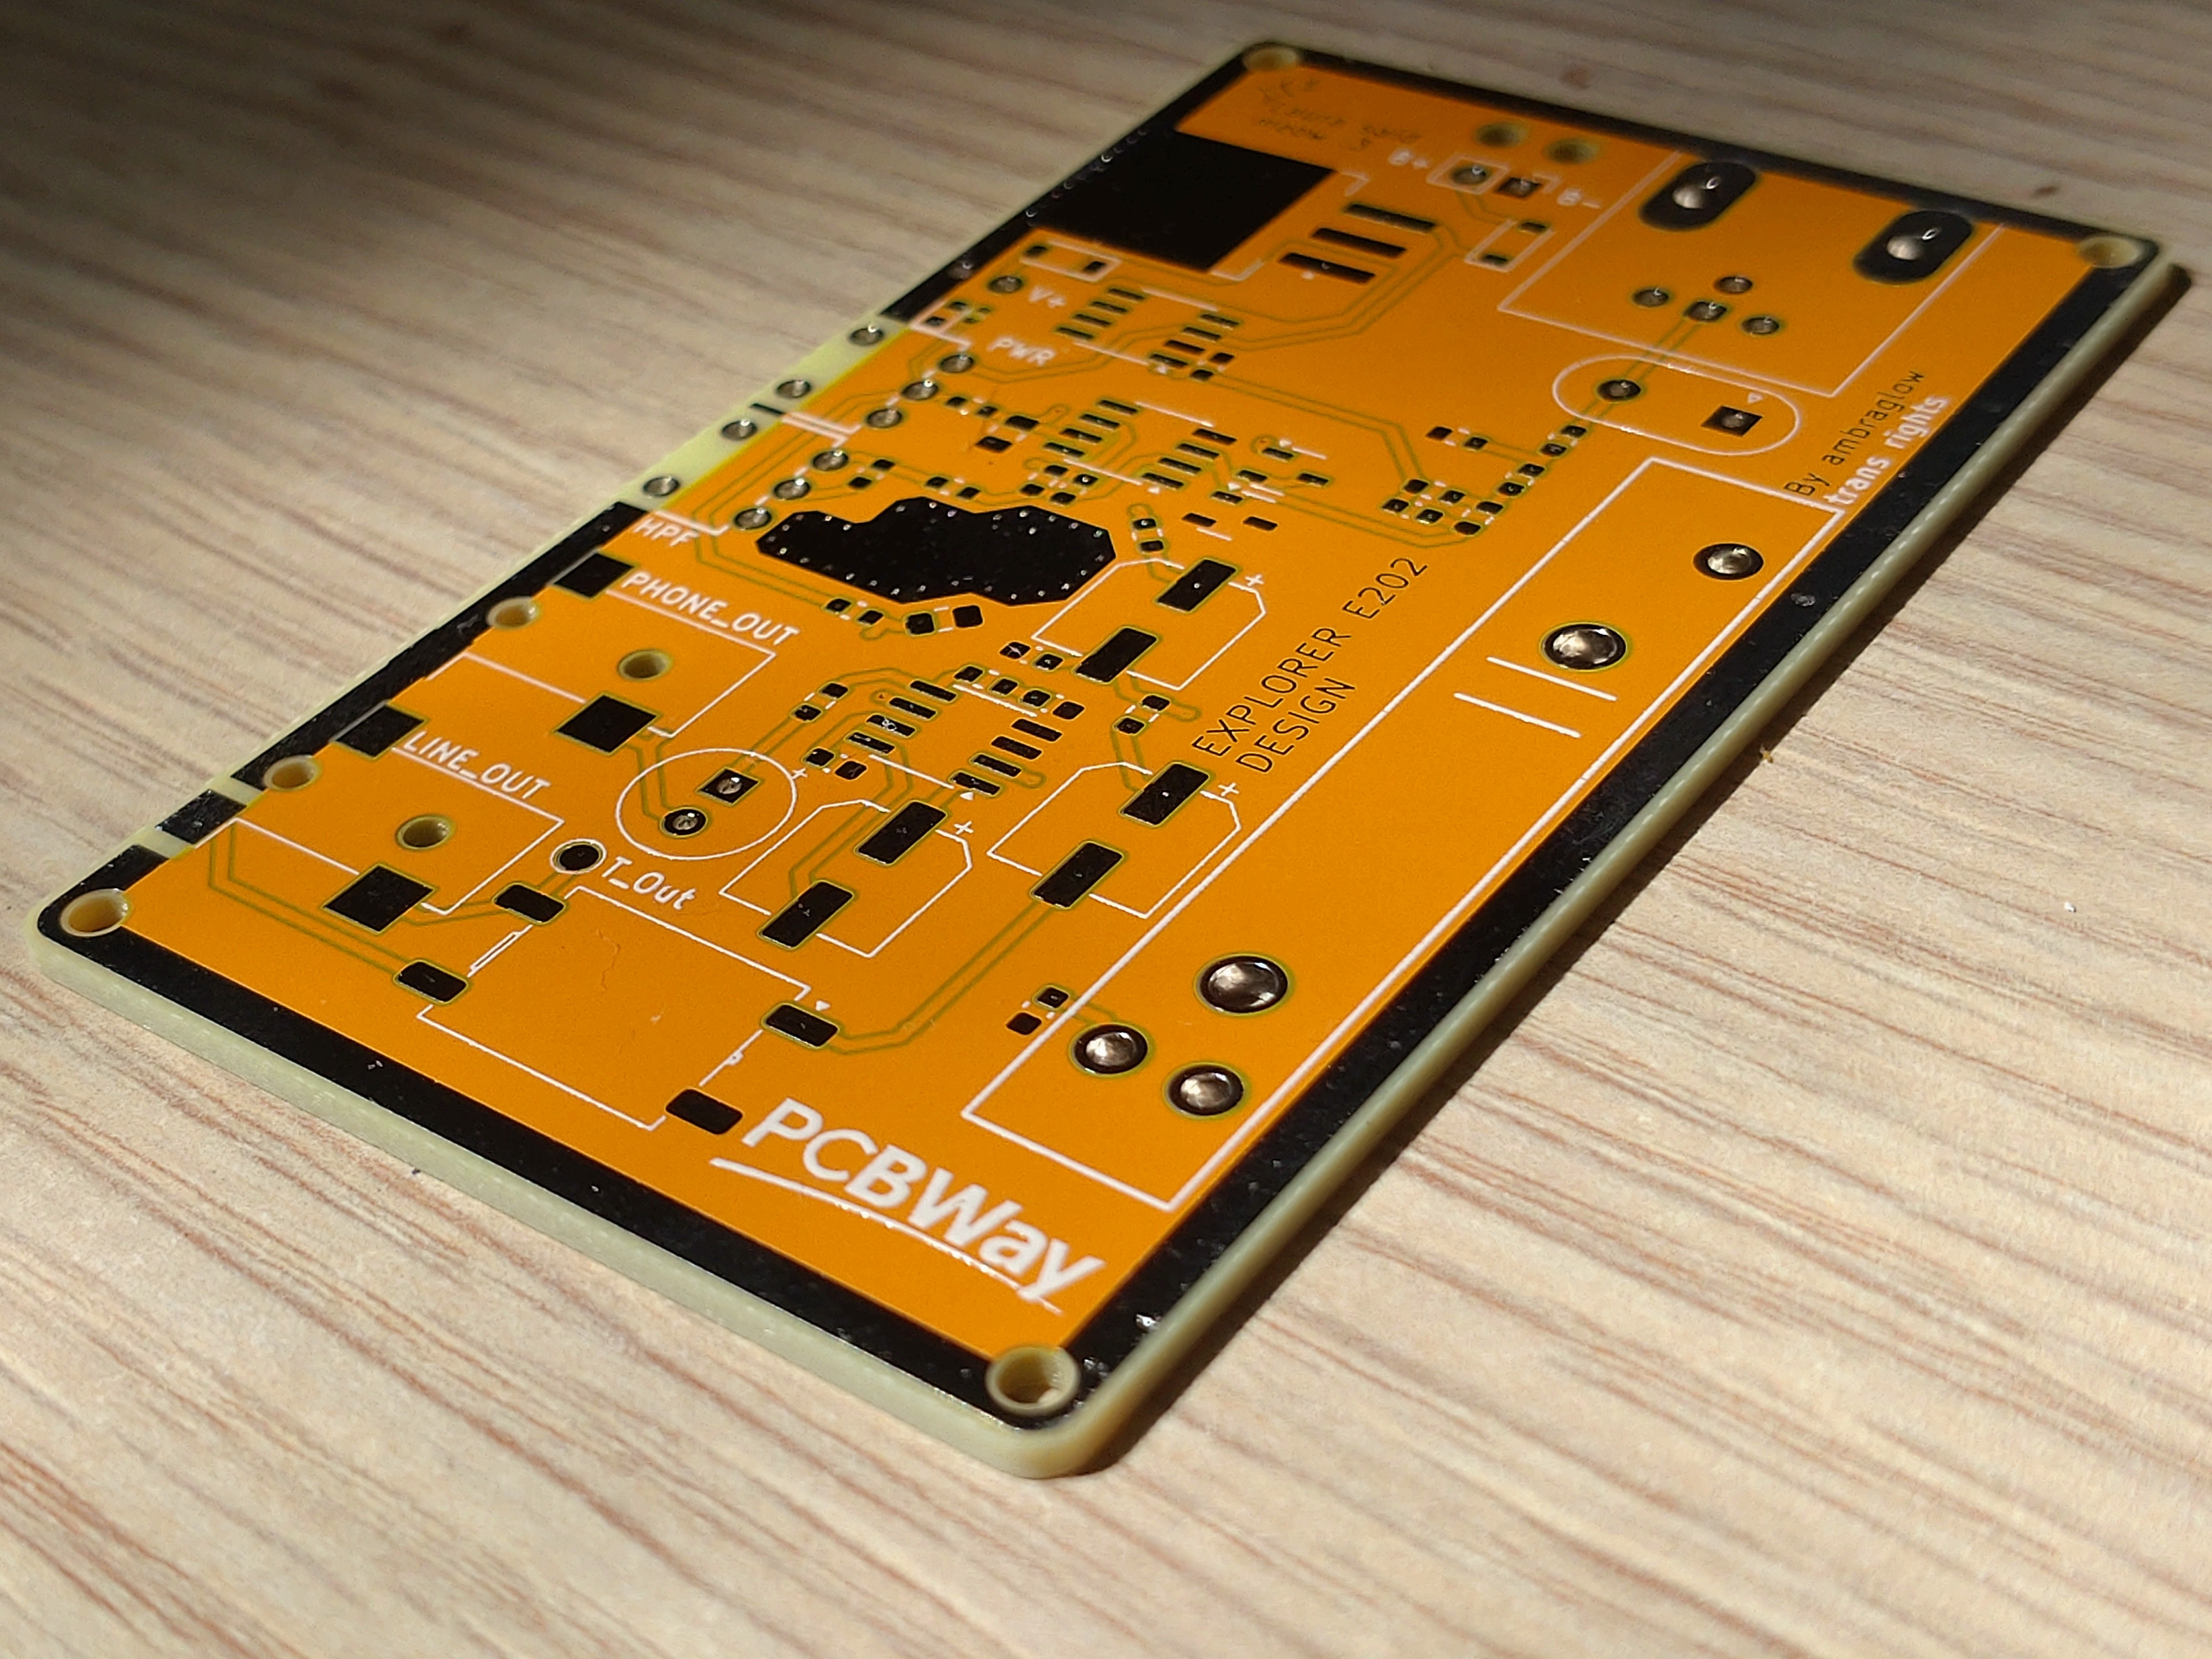 B+
B-
V+
PWR
By ambraglow
trans rights
HPF
PHONE_OUT
EXPLORER E202
DESIGN
LINE_OUT
T_Out
+
+
+
+
PCBWay